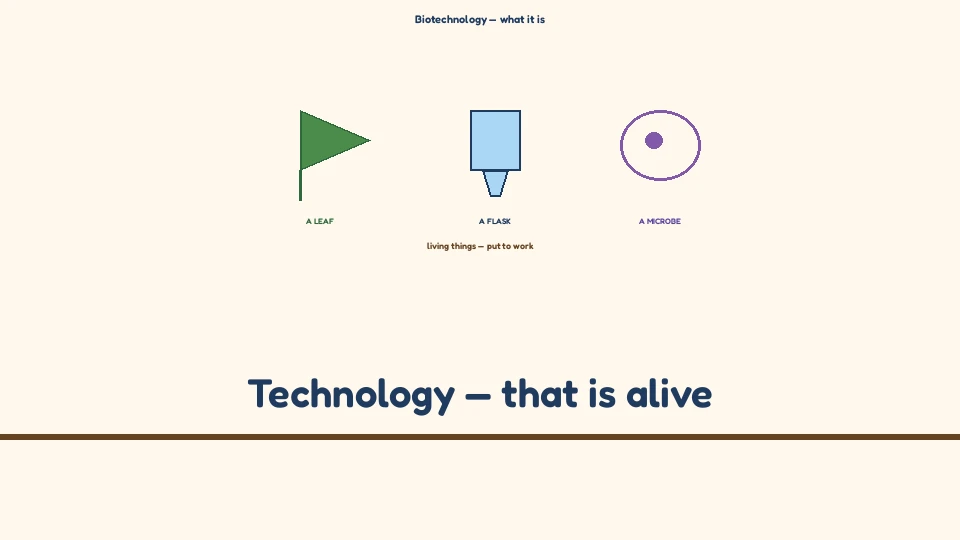 Biotechnology — what it is
A LEAF
A FLASK
A MICROBE
living things — put to work
Technology — that is alive